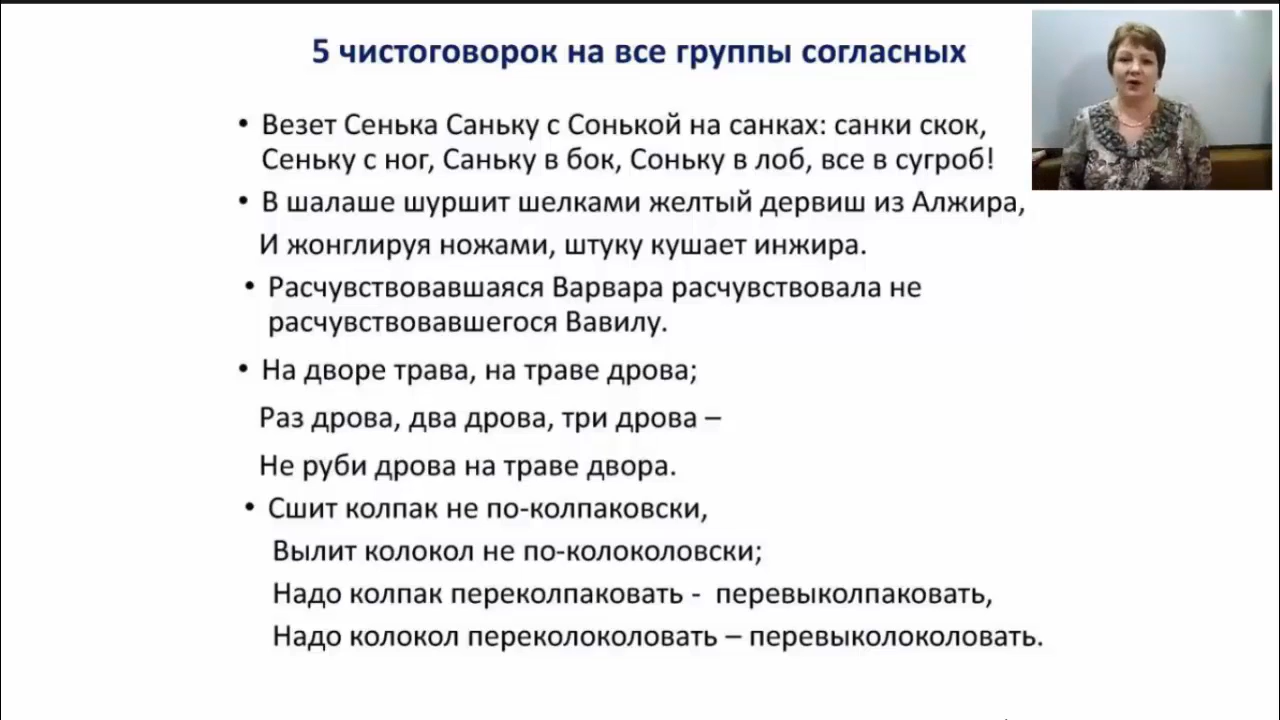 5 чистоговорок на все группы согласных
• Везет Сенька Саньку с Сонькой на санках: санки скок,
Сеньку с ног, Саньку в бок, Соньку в лоб, все в сугроб!
• В шалаше шуршит шелками желтый дервиш из Алжира,
И жонглируя ножами, штуку кушает инжира.
• Расчувствовавшаяся Варвара расчувствовала не
расчувствовавшегося Вавилу.
• На дворе трава, на траве дрова;
Раз дрова, два дрова, три дрова –
Не руби дрова на траве двора.
• Сшит колпак не по-колпаковски,
Вылит колокол не по-колоколовски;
Надо колпак переколпаковать - перевыколпаковать,
Надо колокол переколоколовать – перевыколоколовать.